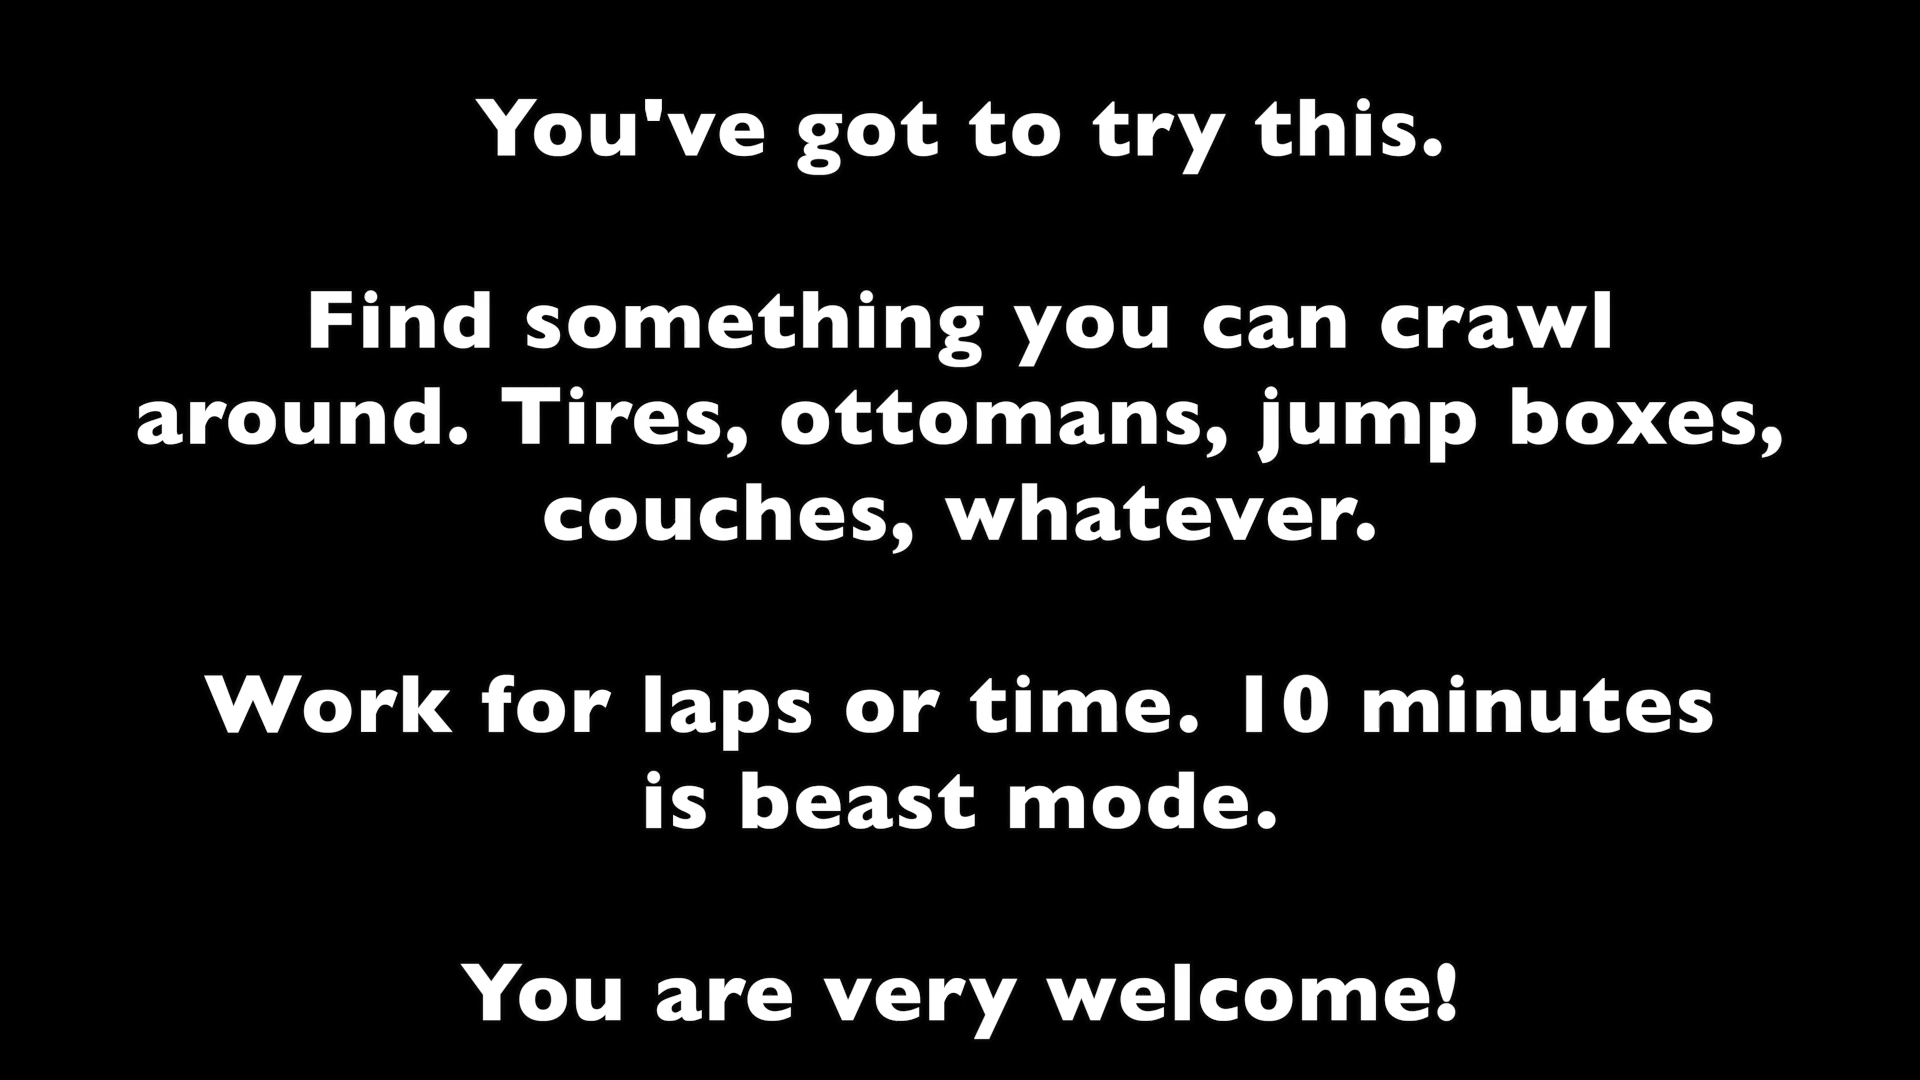 You've got to try this.
Find something you can crawl
around. Tires, ottomans, jump boxes,
couches, whatever.
Work for laps or time. 10 minutes
is beast mode.
You are very welcome!